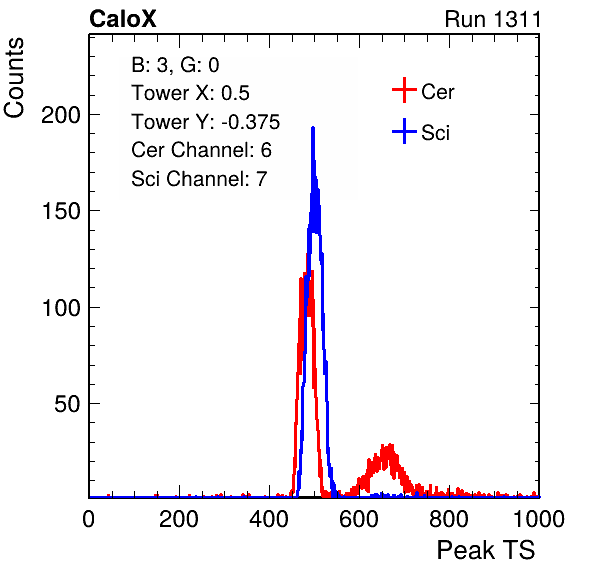 CaloX Run 1311
Counts
B: 3, G: 0
Tower X: 0.5
Tower Y: -0.375
Cer Channel: 6
Sci Channel: 7
Cer
Sci
200
150
100
50
0 200 400 600 800 1000
Peak TS